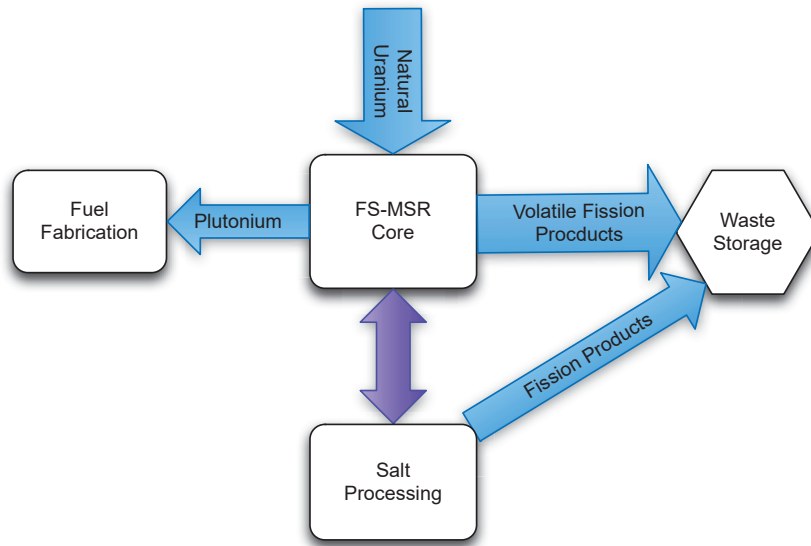 Natural
Uranium
Fuel
Fabrication
Plutonium
FS-MSR
Core
Volatile Fission
Procducts
Waste
Storage
Fission Products
Salt
Processing